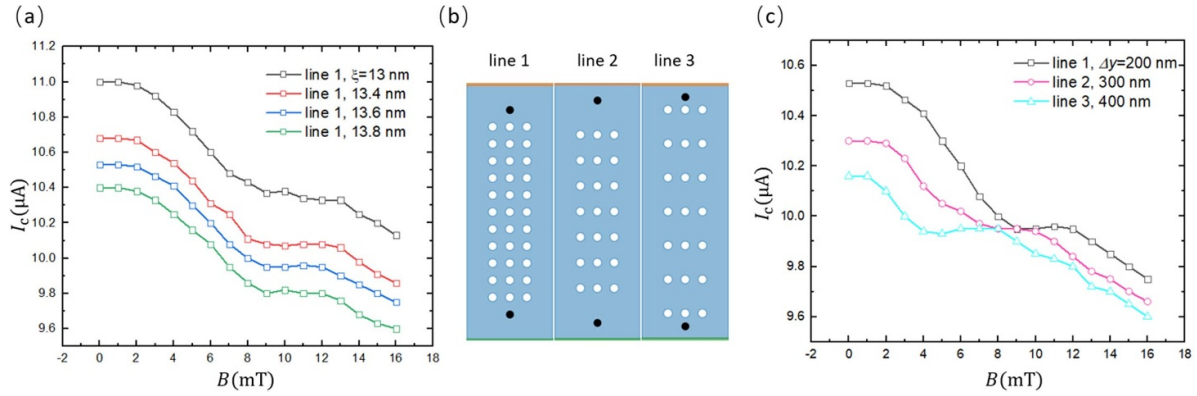 (a)
11.2
11.0
10.8
10.6
10.4
10.2
10.0
9.8
9.6
I_C(μA)
-2 0 2 4 6 8 10 12 14 16 18
B(mT)
line 1, ξ=13 nm
line 1, 13.4 nm
line 1, 13.6 nm
line 1, 13.8 nm
(b)
line 1 line 2 line 3
(c)
10.6
10.4
10.2
10.0
9.8
9.6
I_C(μA)
-2 0 2 4 6 8 10 12 14 16 18
B(mT)
line 1, Δy=200 nm
line 2, 300 nm
line 3, 400 nm